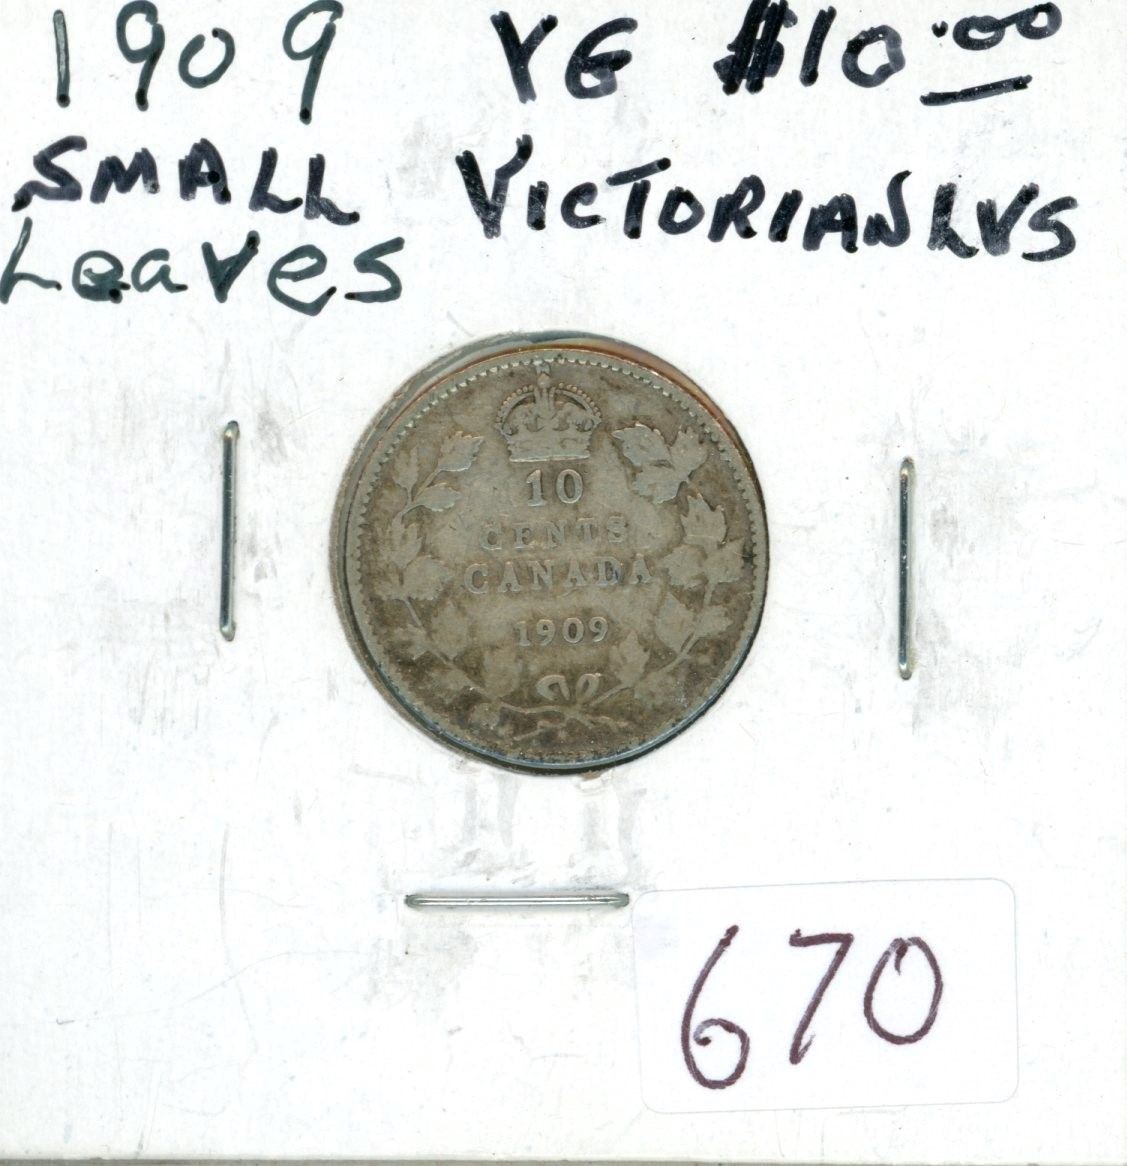 1909 VG $10.00
SMALL VICTORIAN LVS
Leaves
10
CENTS
CANADA
1909
670